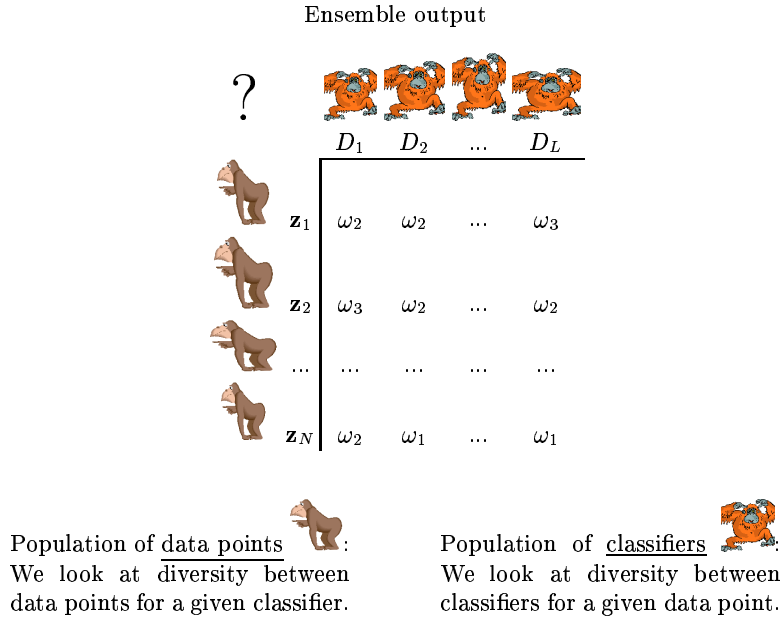 Ensemble output
?
D₁ D₂ ... D_L
z₁ ω₂ ω₂ ... ω₃
z₂ ω₃ ω₂ ... ω₂
... ... ... ... ...
z_N ω₂ ω₁ ... ω₁
Population of data points :
We look at diversity between
data points for a given classifier.
Population of classifiers :
We look at diversity between
classifiers for a given data point.